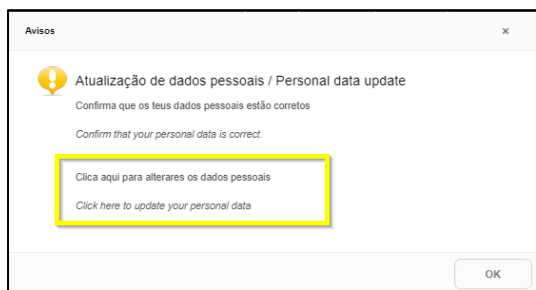 Avisos ×
Atualização de dados pessoais / Personal data update
Confirma que os teus dados pessoais estão corretos
Confirm that your personal data is correct.
Clica aqui para alterares os dados pessoais
Click here to update your personal data
OK